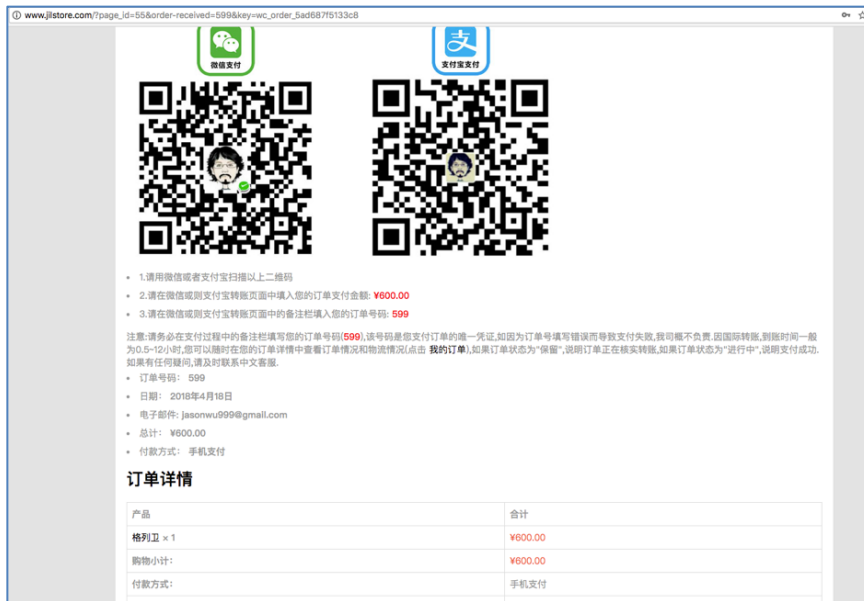 www.jilstore.com/?page_id=55&order-received=599&key=wc_order_5ad687f5133c8
微信支付
支付宝支付
1.请用微信或者支付宝扫描以上二维码
2.请在微信或则支付宝转账页面中填入您的订单支付金额: ¥600.00
3.请在微信或则支付宝转账页面中的备注栏填入您的订单号码: 599
注意:请务必在支付过程中的备注栏填写您的订单号码(599),该号码是您支付订单的唯一凭证,如因为订单号填写错误而导致支付失败,我司概不负责.因国际转账,到账时间一般
为0.5~12小时,您可以随时在您的订单详情中查看订单情况和物流情况(点击 我的订单),如果订单状态为"保留",说明订单正在核实转账,如果订单状态为"进行中",说明支付成功.
如果有任何疑问,请及时联系中文客服.
订单号码: 599
日期: 2018年4月18日
电子邮件: jasonwu999@gmail.com
总计: ¥600.00
付款方式: 手机支付
订单详情
产品 合计
格列卫 × 1 ¥600.00
购物小计: ¥600.00
付款方式: 手机支付